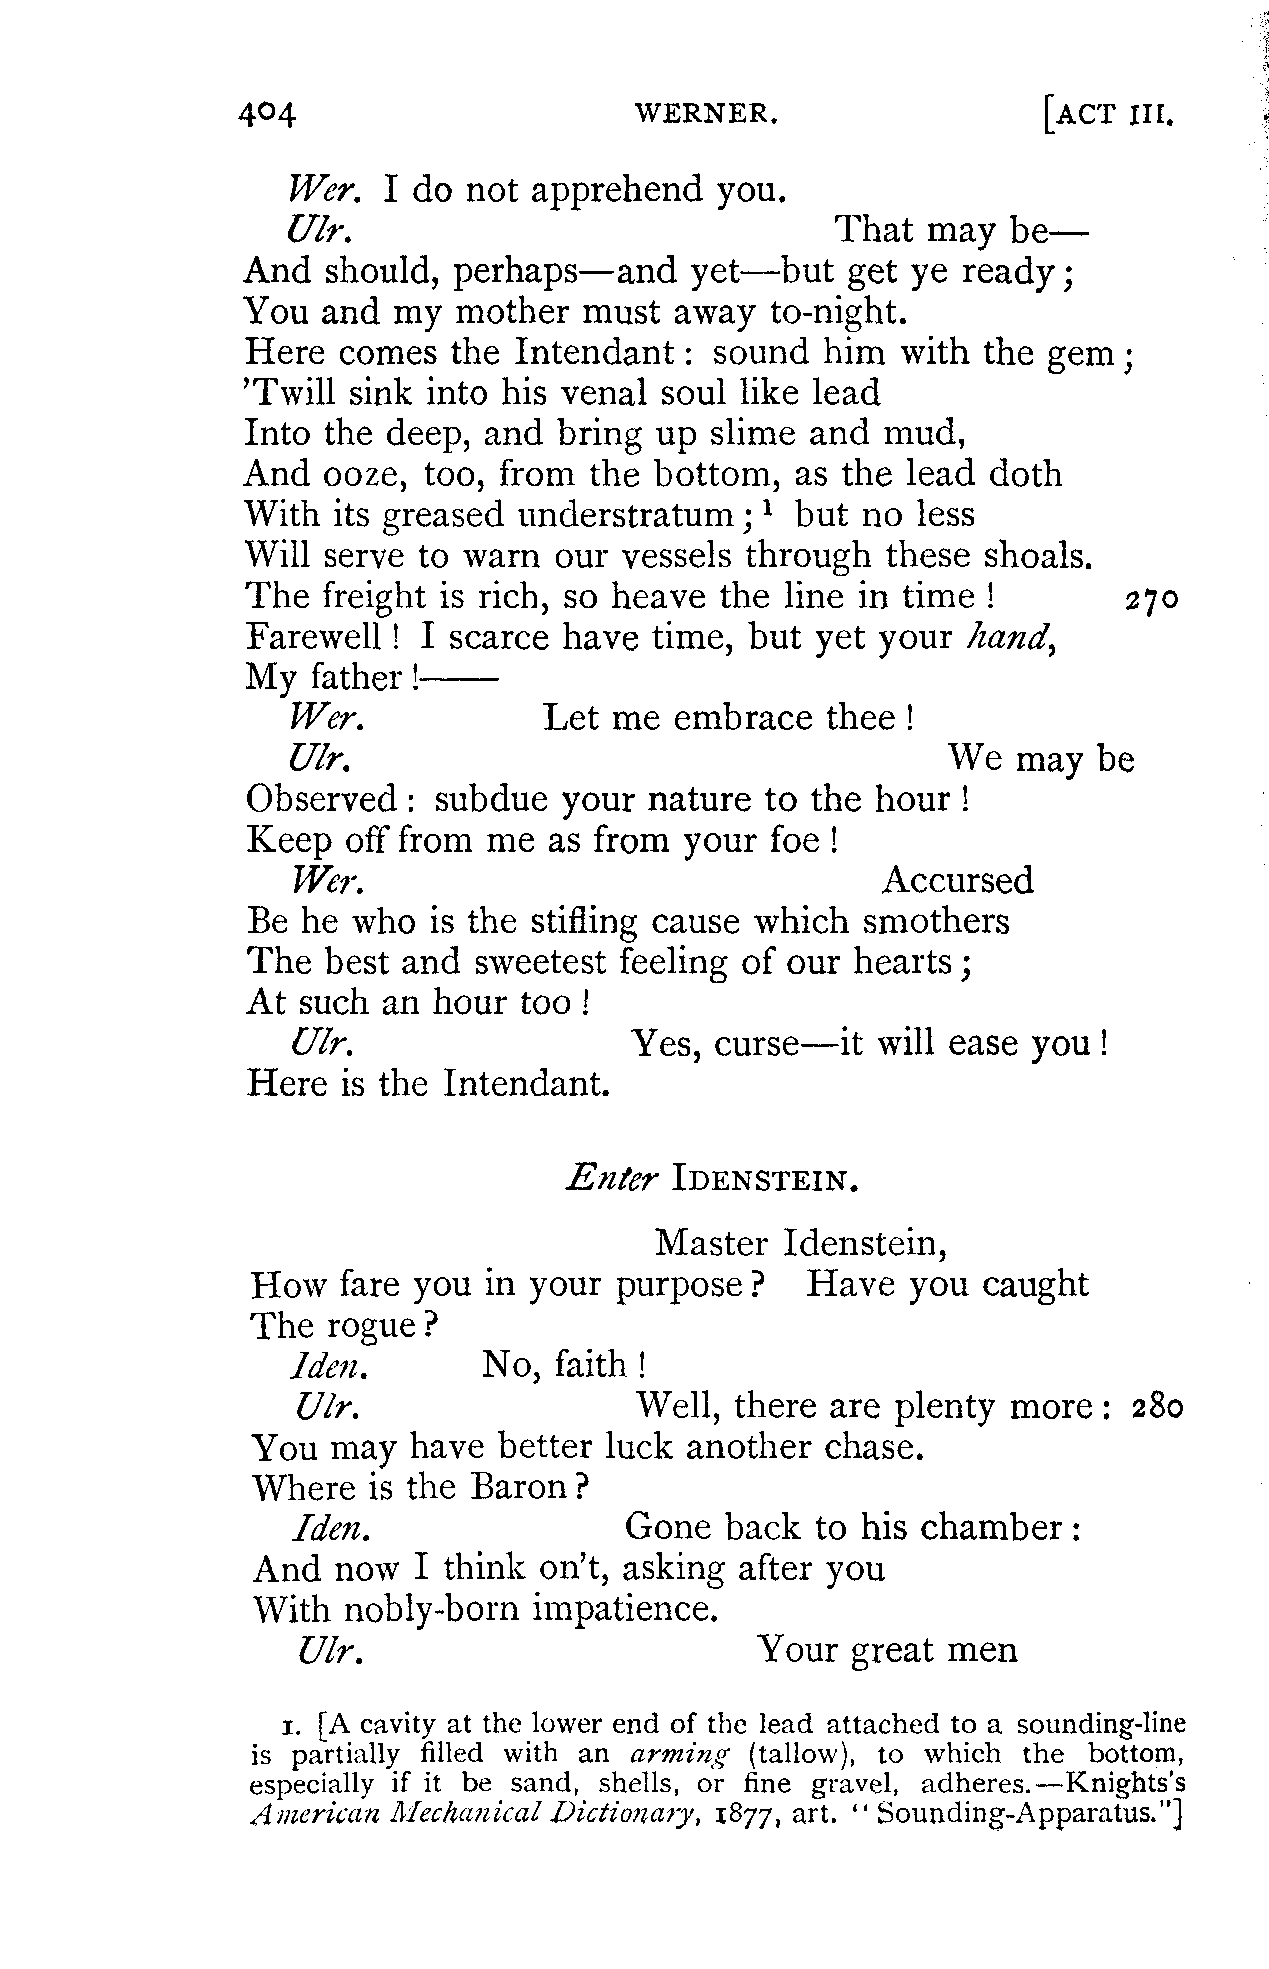 404 WERNER. [ACT III.
Wer. I do not apprehend you.
Ulr. That may be—
And should, perhaps—and yet—but get ye ready;
You and my mother must away to-night.
Here comes the Intendant: sound him with the gem;
'Twill sink into his venal soul like lead
Into the deep, and bring up slime and mud,
And ooze, too, from the bottom, as the lead doth
With its greased understratum;¹ but no less
Will serve to warn our vessels through these shoals.
The freight is rich, so heave the line in time! 270
Farewell! I scarce have time, but yet your hand,
My father!——
Wer. Let me embrace thee!
Ulr. We may be
Observed: subdue your nature to the hour!
Keep off from me as from your foe!
Wer. Accursed
Be he who is the stifling cause which smothers
The best and sweetest feeling of our hearts;
At such an hour too!
Ulr. Yes, curse—it will ease you!
Here is the Intendant.
Enter IDENSTEIN.
Master Idenstein,
How fare you in your purpose? Have you caught
The rogue?
Iden. No, faith!
Ulr. Well, there are plenty more: 280
You may have better luck another chase.
Where is the Baron?
Iden. Gone back to his chamber:
And now I think on't, asking after you
With nobly-born impatience.
Ulr. Your great men
1. [A cavity at the lower end of the lead attached to a sounding-line
is partially filled with an arming (tallow), to which the bottom,
especially if it be sand, shells, or fine gravel, adheres.—Knights's
American Mechanical Dictionary, 1877, art. "Sounding-Apparatus."]